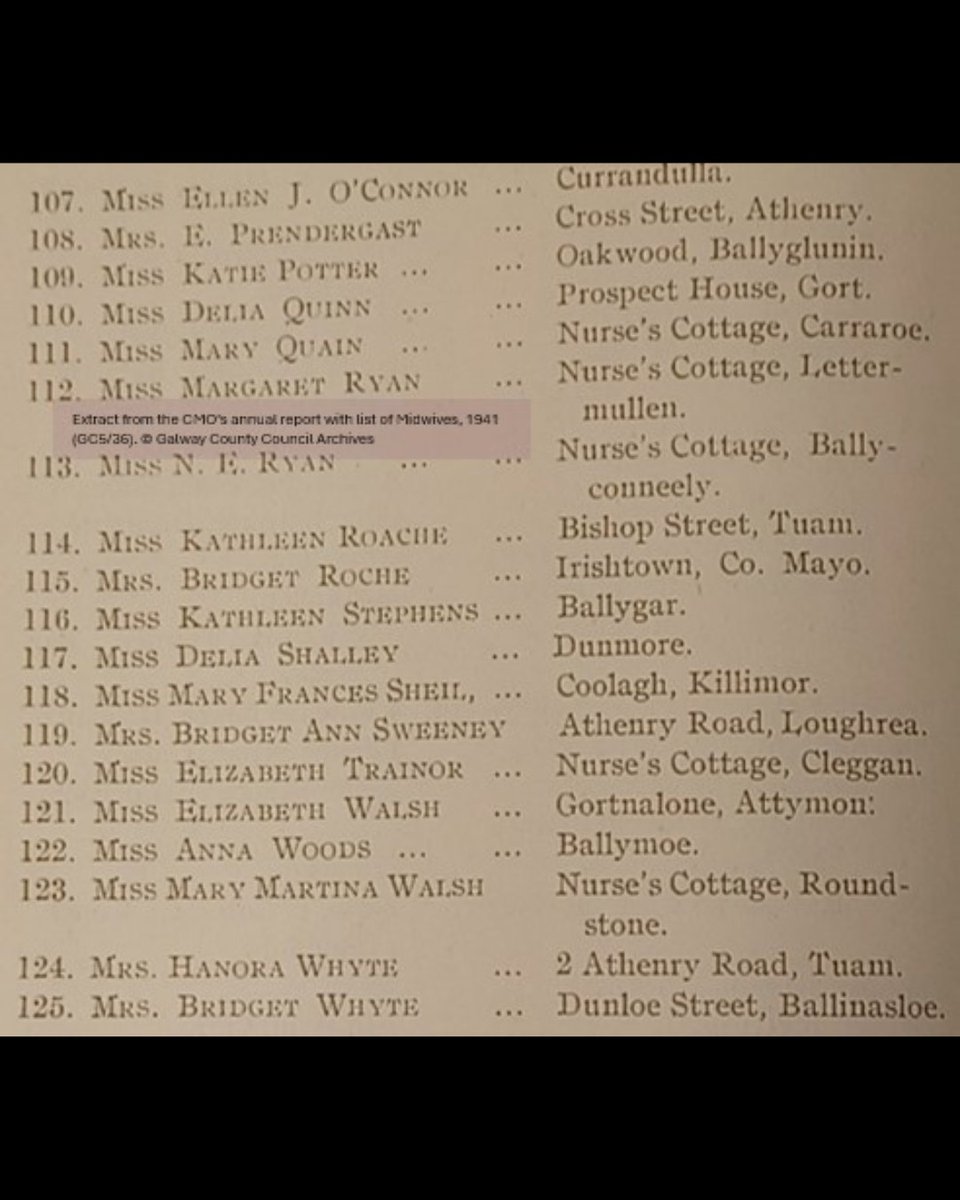 107. Miss Ellen J. O'Connor ... Currandulla.
108. Mrs. E. Prendergast ... Cross Street, Athenry.
109. Miss Katie Potter ... ... Oakwood, Ballyglunin.
110. Miss Delia Quinn ... ... Prospect House, Gort.
111. Miss Mary Quain ... ... Nurse's Cottage, Carraroe.
112. Miss Margaret Ryan ... Nurse's Cottage, Letter-
mullen.
Extract from the CMO's annual report with list of Midwives, 1941
(GC5/36). © Galway County Council Archives
113. Miss N. E. Ryan ... ... Nurse's Cottage, Bally-
conneely.
114. Miss Kathleen Roache ... Bishop Street, Tuam.
115. Mrs. Bridget Roche ... Irishtown, Co. Mayo.
116. Miss Kathleen Stephens ... Ballygar.
117. Miss Delia Shalley ... Dunmore.
118. Miss Mary Frances Sheil, ... Coolagh, Killimor.
119. Mrs. Bridget Ann Sweeney Athenry Road, Loughrea.
120. Miss Elizabeth Trainor ... Nurse's Cottage, Cleggan.
121. Miss Elizabeth Walsh ... Gortnalone, Attymon:
122. Miss Anna Woods ... ... Ballymoe.
123. Miss Mary Martina Walsh Nurse's Cottage, Round-
stone.
124. Mrs. Hanora Whyte ... 2 Athenry Road, Tuam.
125. Mrs. Bridget Whyte ... Dunloe Street, Ballinasloe.